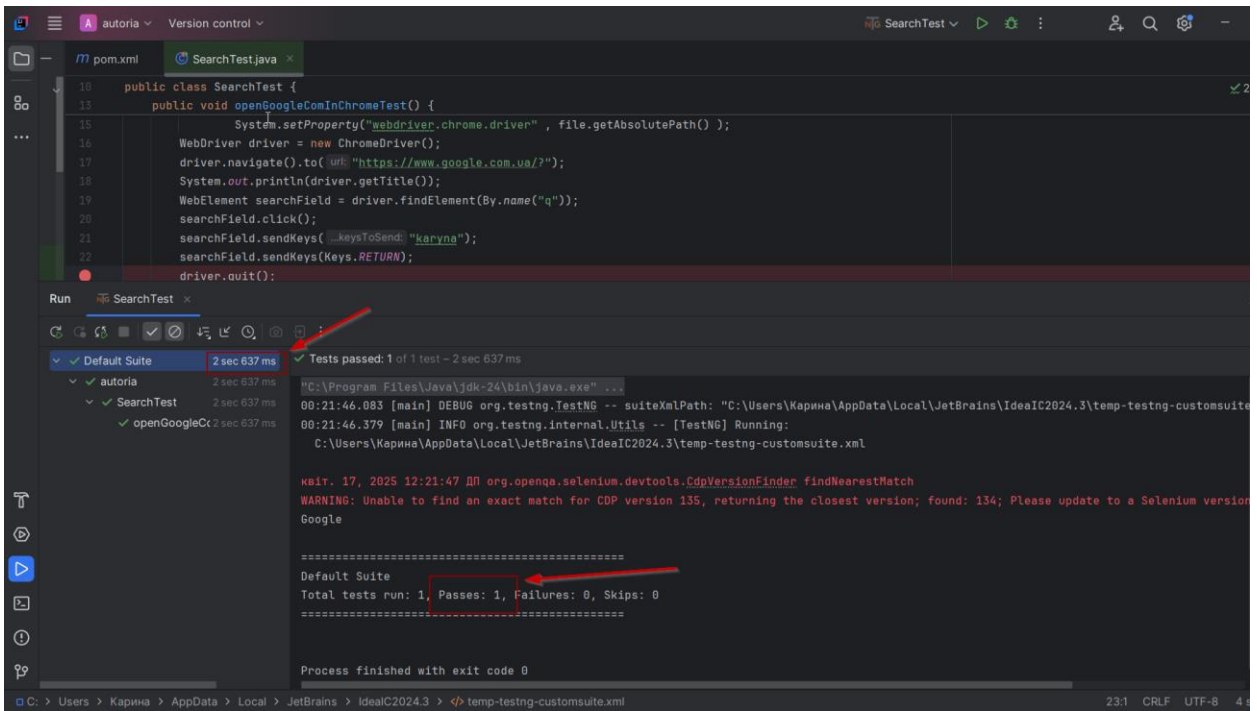 A autoria Version control SearchTest
pom.xml SearchTest.java
10 public class SearchTest {
13 public void openGoogleComInChromeTest() {
15 System.setProperty("webdriver.chrome.driver" , file.getAbsolutePath() );
16 WebDriver driver = new ChromeDriver();
17 driver.navigate().to( url: "https://www.google.com.ua/?");
18 System.out.println(driver.getTitle());
19 WebElement searchField = driver.findElement(By.name("q"));
20 searchField.click();
21 searchField.sendKeys( ...keysToSend: "karyna");
22 searchField.sendKeys(Keys.RETURN);
driver.quit();
2
Run SearchTest
Default Suite 2 sec 637 ms
autoria 2 sec 637 ms
SearchTest 2 sec 637 ms
openGoogleCo 2 sec 637 ms
Tests passed: 1 of 1 test – 2 sec 637 ms
"C:\Program Files\Java\jdk-24\bin\java.exe" ...
00:21:46.083 [main] DEBUG org.testng.TestNG -- suiteXmlPath: "C:\Users\Карина\AppData\Local\JetBrains\IdeaIC2024.3\temp-testng-customsuite
00:21:46.379 [main] INFO org.testng.internal.Utils -- [TestNG] Running:
C:\Users\Карина\AppData\Local\JetBrains\IdeaIC2024.3\temp-testng-customsuite.xml
квіт. 17, 2025 12:21:47 ДП org.openqa.selenium.devtools.CdpVersionFinder findNearestMatch
WARNING: Unable to find an exact match for CDP version 135, returning the closest version; found: 134; Please update to a Selenium version
Google
===============================================
Default Suite
Total tests run: 1, Passes: 1, Failures: 0, Skips: 0
===============================================
Process finished with exit code 0
C: > Users > Карина > AppData > Local > JetBrains > IdeaIC2024.3 > temp-testng-customsuite.xml 23:1 CRLF UTF-8 4